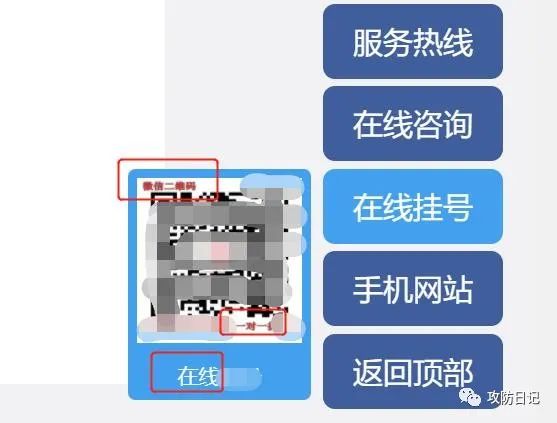 服务热线
在线咨询
微信二维码
在线挂号
手机网站
一对一
在线
返回顶部
攻防日记